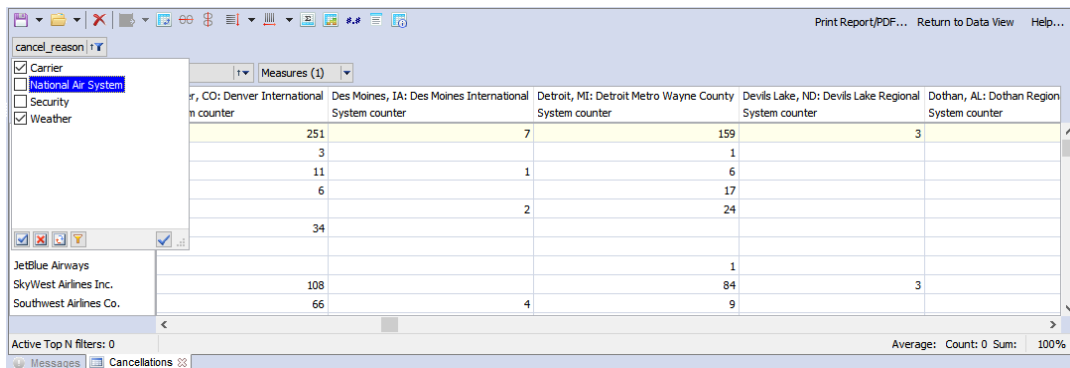 Print Report/PDF... Return to Data View Help...
cancel_reason
Carrier
National Air System
Security
Weather
Measures (1)
r, CO: Denver International Des Moines, IA: Des Moines International Detroit, MI: Detroit Metro Wayne County Devils Lake, ND: Devils Lake Regional Dothan, AL: Dothan Region
m counter System counter System counter System counter System counter
251 7 159 3
3 1
11 1 6
6 17
2 24
34
JetBlue Airways 1
SkyWest Airlines Inc. 108 84 3
Southwest Airlines Co. 66 4 9
Active Top N filters: 0 Average: Count: 0 Sum: 100%
Messages Cancellations